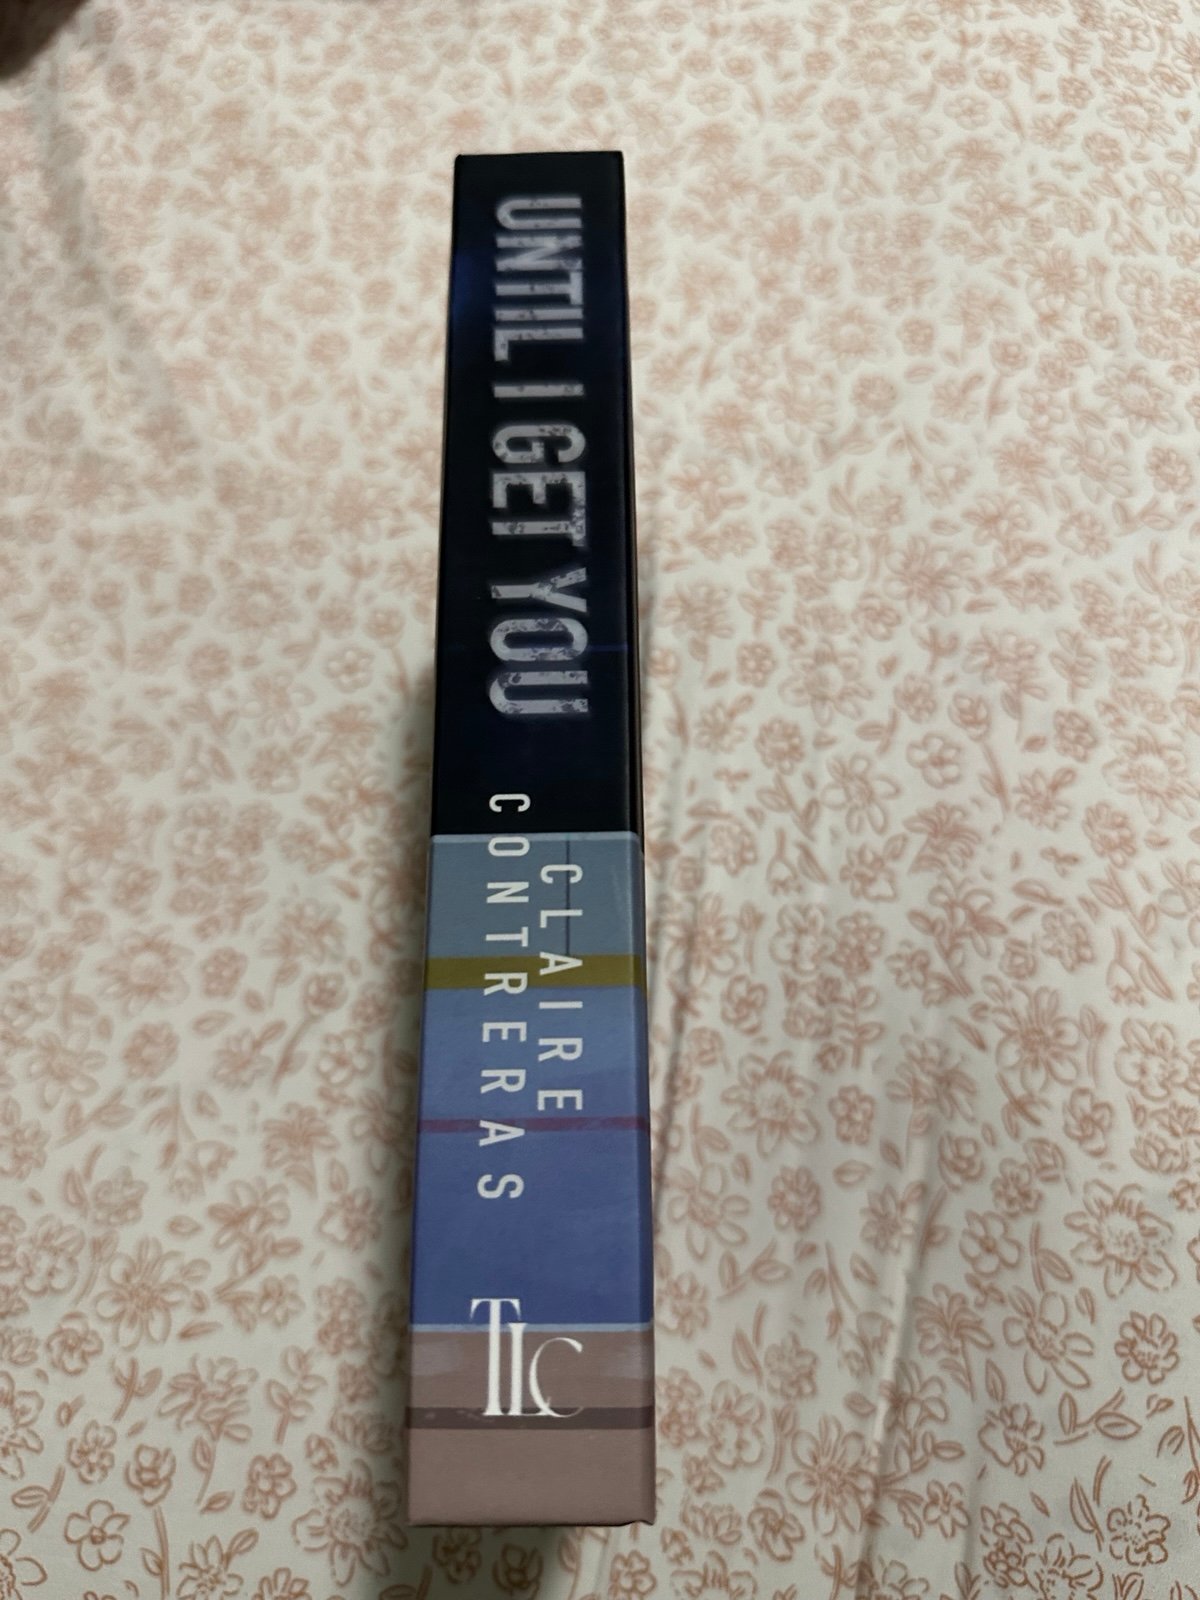 UNTIL I GET YOU
CLAIRE
CONTRERAS
TLC